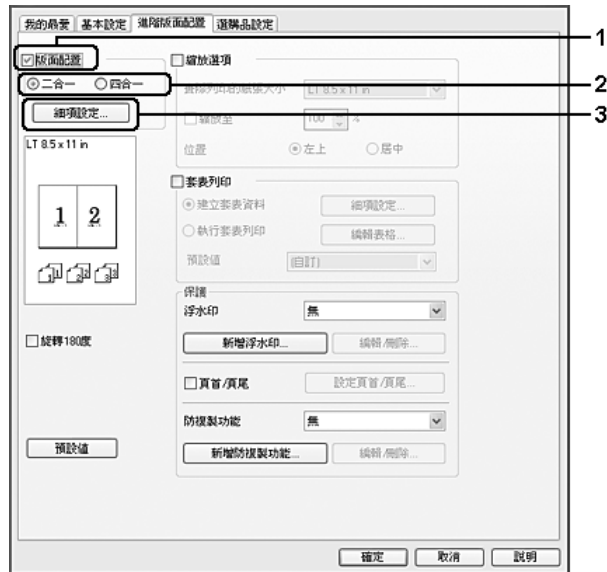 我的最愛 基本設定 進階版面配置 選購品設定
版面配置
二合一 四合一
細項設定...
LT 8.5 x 11 in
1 2
旋轉180度
預設值
縮放選項
LT 8.5 x 11 in
縮放至 100 %
位置 左上 居中
套表列印
建立套表資料 細項設定...
執行套表列印 編輯表格...
預設值 (自訂)
保護
浮水印 無
新增浮水印... 編輯/刪除...
頁首/頁尾 設定頁首/頁尾...
防複製功能 無
新增防複製功能... 編輯/刪除...
確定 取消 說明
1
2
3